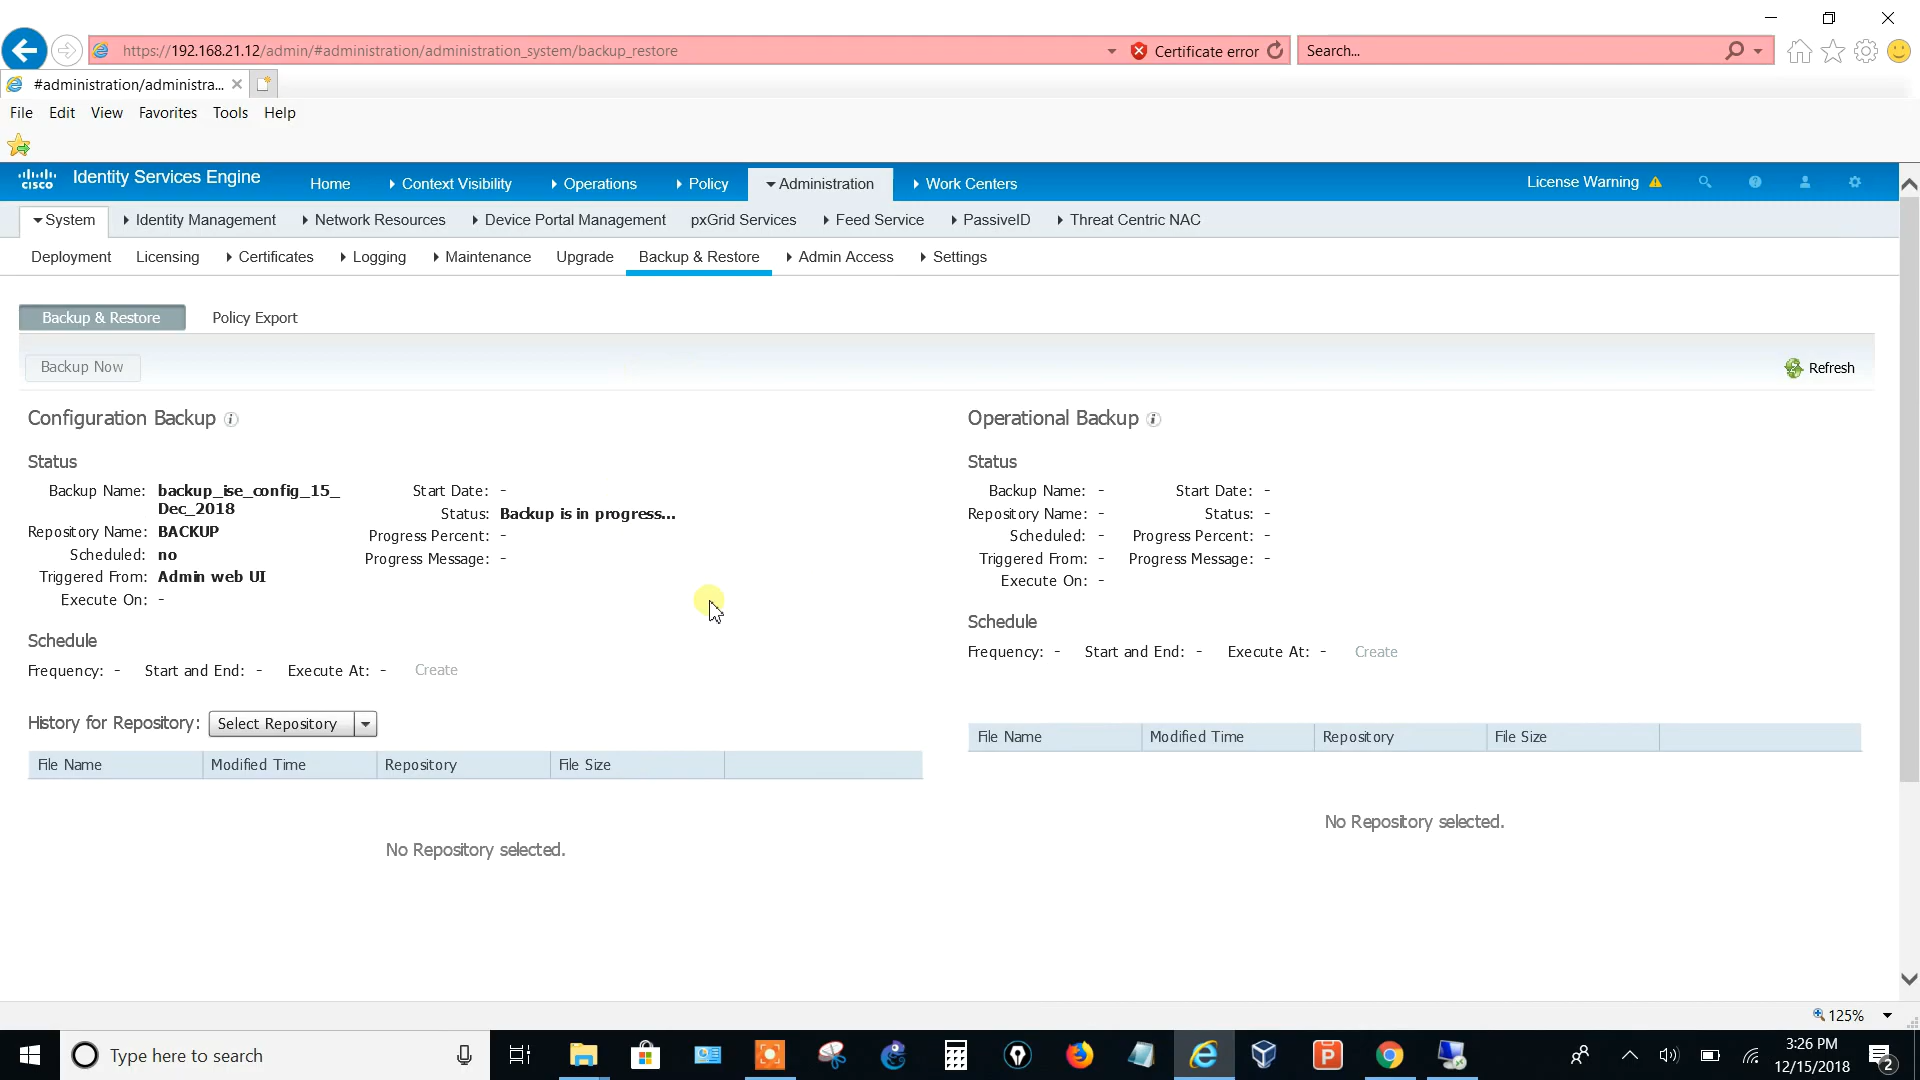 https://192.168.21.12/admin/#administration/administration_system/backup_restore
Certificate error
Search...
#administration/administra...
File Edit View Favorites Tools Help
cisco Identity Services Engine
Home Context Visibility Operations Policy Administration Work Centers
License Warning
System Identity Management Network Resources Device Portal Management pxGrid Services Feed Service PassiveID Threat Centric NAC
Deployment Licensing Certificates Logging Maintenance Upgrade Backup & Restore Admin Access Settings
Backup & Restore Policy Export
Backup Now
Refresh
Configuration Backup i
Status
Backup Name: backup_ise_config_15_
Dec_2018
Repository Name: BACKUP
Scheduled: no
Triggered From: Admin web UI
Execute On: -
Start Date: -
Status: Backup is in progress...
Progress Percent: -
Progress Message: -
Schedule
Frequency: - Start and End: - Execute At: - Create
History for Repository: Select Repository
File Name Modified Time Repository File Size
No Repository selected.
Operational Backup i
Status
Backup Name: -
Repository Name: -
Scheduled: -
Triggered From: -
Execute On: -
Start Date: -
Status: -
Progress Percent: -
Progress Message: -
Schedule
Frequency: - Start and End: - Execute At: - Create
File Name Modified Time Repository File Size
No Repository selected.
125%
Type here to search
3:26 PM
12/15/2018
2